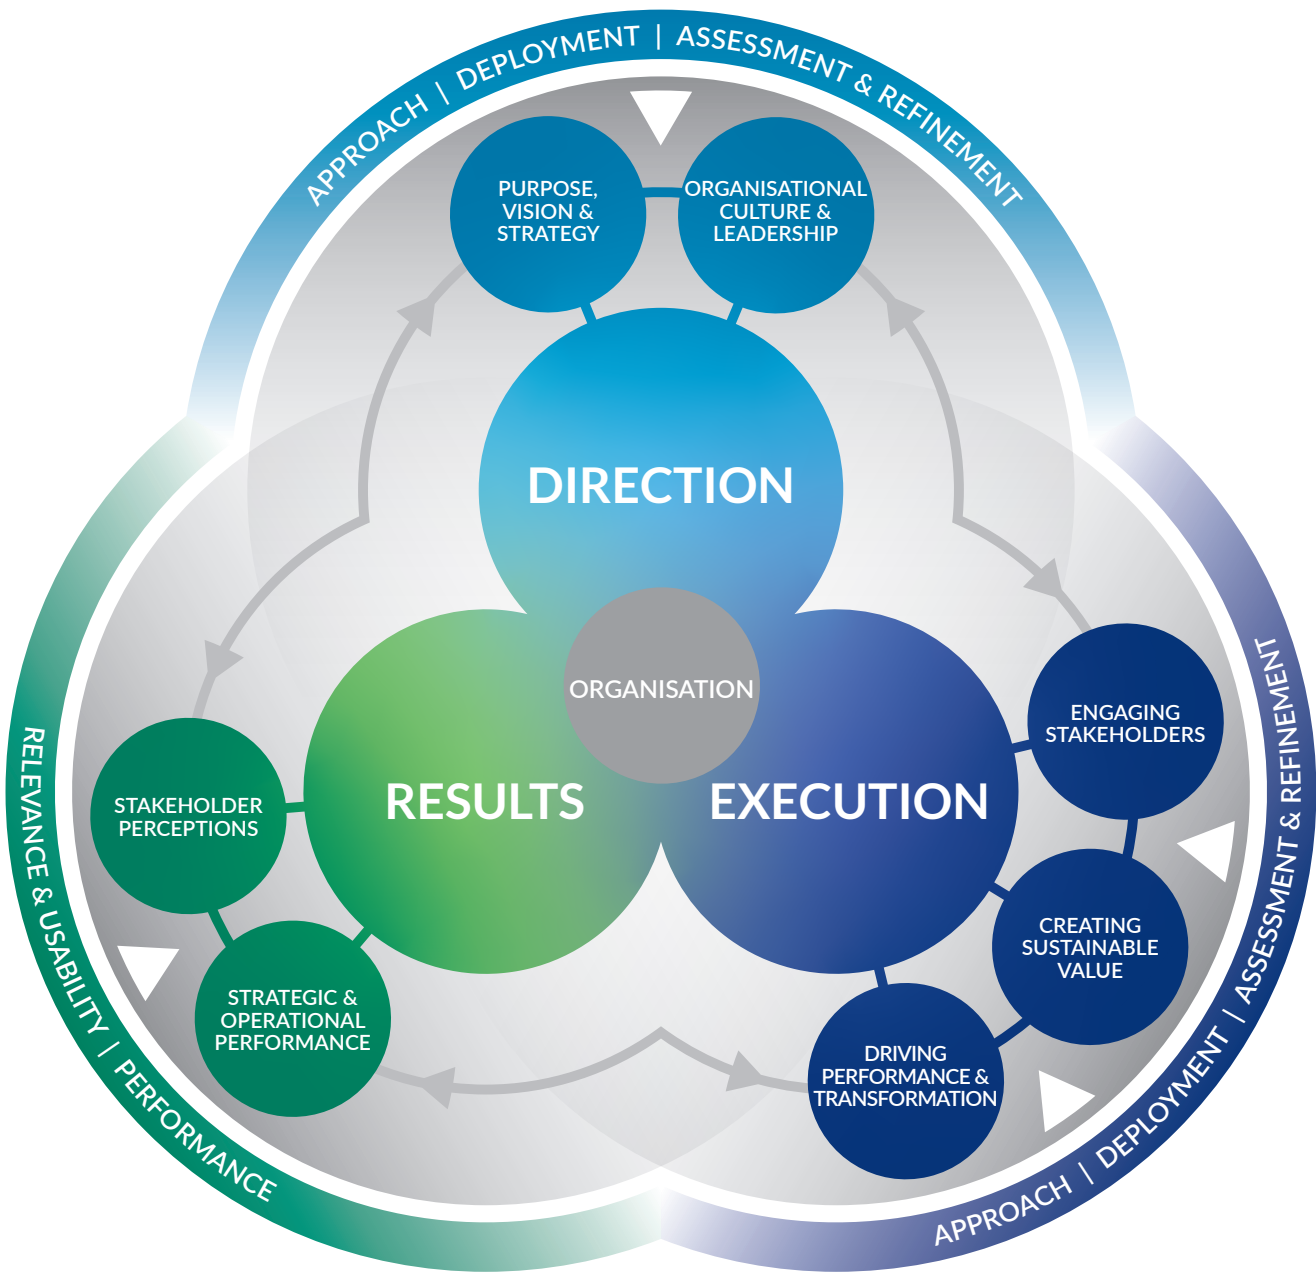 APPROACH | DEPLOYMENT | ASSESSMENT & REFINEMENT
PURPOSE,
VISION &
STRATEGY
ORGANISATIONAL
CULTURE &
LEADERSHIP
DIRECTION
ORGANISATION
RESULTS
EXECUTION
ENGAGING
STAKEHOLDERS
CREATING
SUSTAINABLE
VALUE
DRIVING
PERFORMANCE &
TRANSFORMATION
APPROACH | DEPLOYMENT | ASSESSMENT & REFINEMENT
STAKEHOLDER
PERCEPTIONS
STRATEGIC &
OPERATIONAL
PERFORMANCE
RELEVANCE & USABILITY | PERFORMANCE